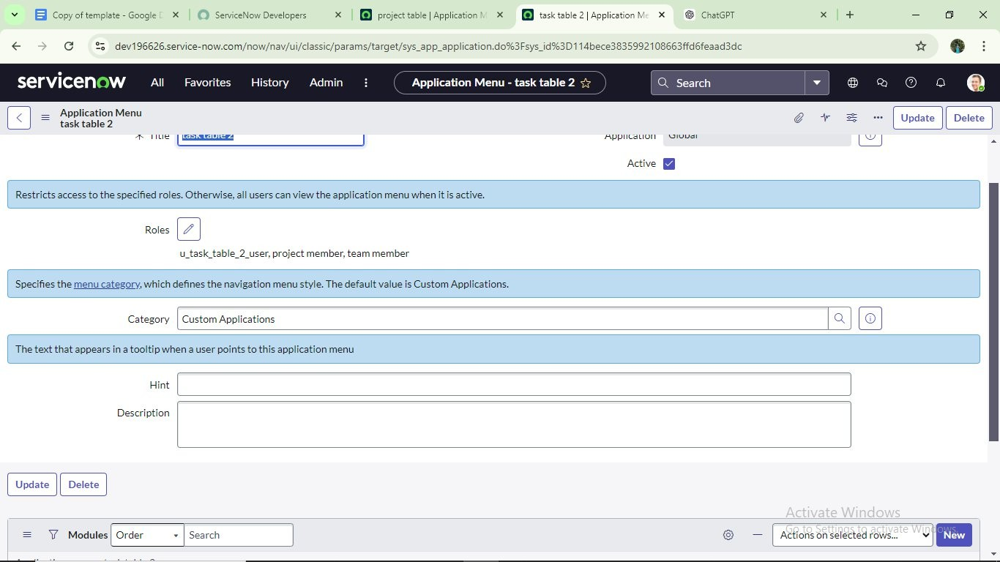 Copy of template - Google D
ServiceNow Developers
project table | Application M
task table 2 | Application Me
ChatGPT
dev196626.service-now.com/now/nav/ui/classic/params/target/sys_app_application.do%3Fsys_id%3D114bece3835992108663ffd6feaad3dc
servicenow All Favorites History Admin Application Menu - task table 2 Search
Application Menu
task table 2
Update Delete
* Title task table 2 Application Global
Active
Restricts access to the specified roles. Otherwise, all users can view the application menu when it is active.
Roles
u_task_table_2_user, project member, team member
Specifies the menu category, which defines the navigation menu style. The default value is Custom Applications.
Category Custom Applications
The text that appears in a tooltip when a user points to this application menu
Hint
Description
Update Delete
Activate Windows
Go to Settings to activate Windows.
Modules Order Search Actions on selected rows... New